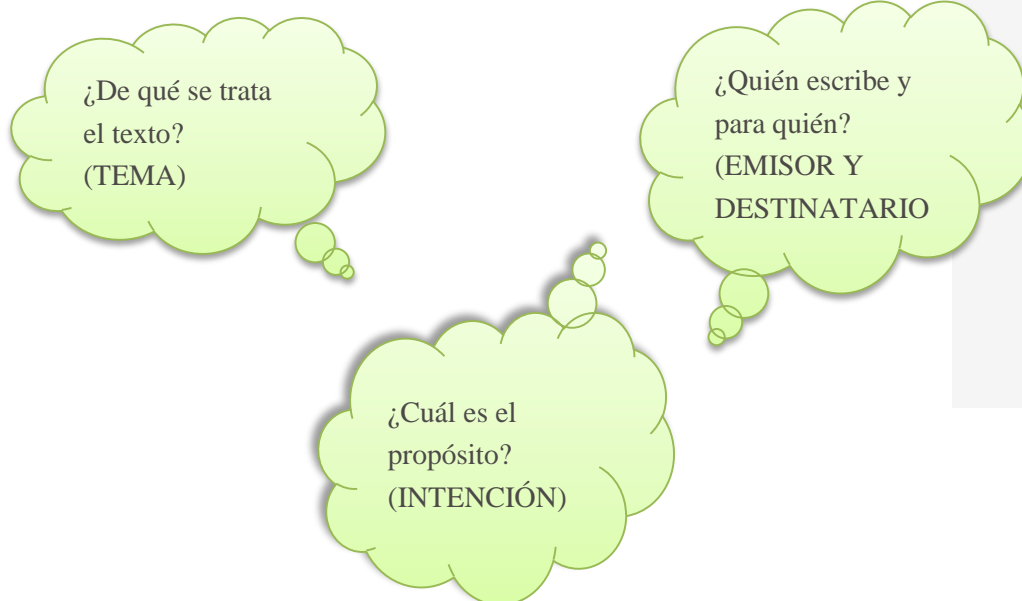 ¿De qué se trata
el texto?
(TEMA)
¿Quién escribe y
para quién?
(EMISOR Y
DESTINATARIO
¿Cuál es el
propósito?
(INTENCIÓN)